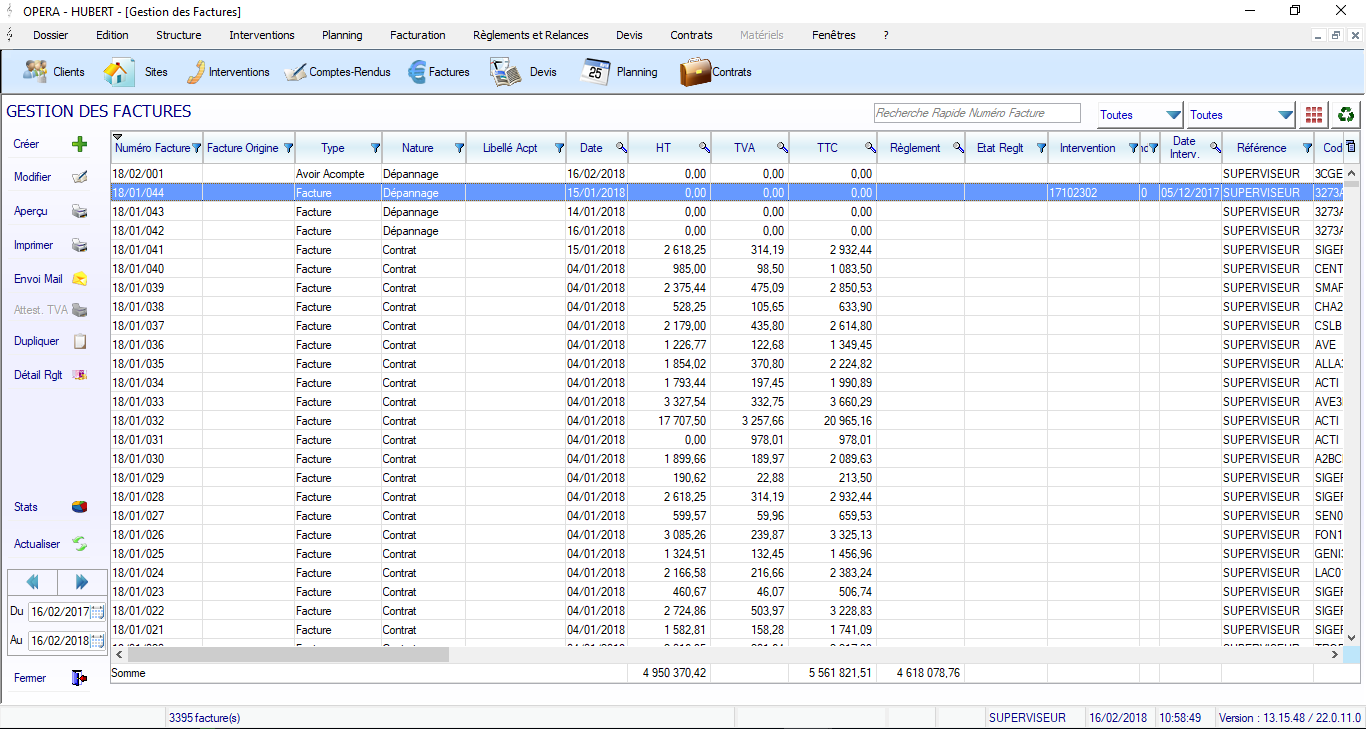 OPERA - HUBERT - [Gestion des Factures]
Dossier Edition Structure Interventions Planning Facturation Règlements et Relances Devis Contrats Matériels Fenêtres ?
Clients Sites Interventions Comptes-Rendus Factures Devis 25 Planning Contrats
GESTION DES FACTURES Recherche Rapide Numéro Facture Toutes Toutes
Créer
Modifier
Aperçu
Imprimer
Envoi Mail
Attest. TVA
Dupliquer
Détail Rglt
Stats
Actualiser
Du 16/02/2017
Au 16/02/2018
Fermer
Numéro Facture Facture Origine Type Nature Libellé Acpt Date HT TVA TTC Règlement Etat Reglt Intervention Date Interv. Référence Cod
18/02/001 Avoir Acompte Dépannage 16/02/2018 0,00 0,00 0,00 SUPERVISEUR 3CGE
18/01/044 Facture Dépannage 15/01/2018 0,00 0,00 0,00 17102302 0 05/12/2017 SUPERVISEUR 3273A
18/01/043 Facture Dépannage 14/01/2018 0,00 0,00 0,00 SUPERVISEUR 3273A
18/01/042 Facture Dépannage 16/01/2018 0,00 0,00 0,00 SUPERVISEUR 3273A
18/01/041 Facture Contrat 15/01/2018 2 618,25 314,19 2 932,44 SUPERVISEUR SIGEF
18/01/040 Facture Contrat 04/01/2018 985,00 98,50 1 083,50 SUPERVISEUR CENT
18/01/039 Facture Contrat 04/01/2018 2 375,44 475,09 2 850,53 SUPERVISEUR SMAF
18/01/038 Facture Contrat 04/01/2018 528,25 105,65 633,90 SUPERVISEUR CHA2
18/01/037 Facture Contrat 04/01/2018 2 179,00 435,80 2 614,80 SUPERVISEUR CSLB
18/01/036 Facture Contrat 04/01/2018 1 226,77 122,68 1 349,45 SUPERVISEUR AVE
18/01/035 Facture Contrat 04/01/2018 1 854,02 370,80 2 224,82 SUPERVISEUR ALLA
18/01/034 Facture Contrat 04/01/2018 1 793,44 197,45 1 990,89 SUPERVISEUR ACTI
18/01/033 Facture Contrat 04/01/2018 3 327,54 332,75 3 660,29 SUPERVISEUR AVE3
18/01/032 Facture Contrat 04/01/2018 17 707,50 3 257,66 20 965,16 SUPERVISEUR ACTI
18/01/031 Facture Contrat 04/01/2018 0,00 978,01 978,01 SUPERVISEUR ACTI
18/01/030 Facture Contrat 04/01/2018 1 899,66 189,97 2 089,63 SUPERVISEUR A2BC
18/01/029 Facture Contrat 04/01/2018 190,62 22,88 213,50 SUPERVISEUR SIGEF
18/01/028 Facture Contrat 04/01/2018 2 618,25 314,19 2 932,44 SUPERVISEUR SIGEF
18/01/027 Facture Contrat 04/01/2018 599,57 59,96 659,53 SUPERVISEUR SEN0
18/01/026 Facture Contrat 04/01/2018 3 085,26 239,87 3 325,13 SUPERVISEUR FON1
18/01/025 Facture Contrat 04/01/2018 1 324,51 132,45 1 456,96 SUPERVISEUR GENI
18/01/024 Facture Contrat 04/01/2018 2 166,58 216,66 2 383,24 SUPERVISEUR LAC0
18/01/023 Facture Contrat 04/01/2018 460,67 46,07 506,74 SUPERVISEUR SIGEF
18/01/022 Facture Contrat 04/01/2018 2 724,86 503,97 3 228,83 SUPERVISEUR SIGEF
18/01/021 Facture Contrat 04/01/2018 1 582,81 158,28 1 741,09 SUPERVISEUR SIGEF
Somme 4 950 370,42 5 561 821,51 4 618 078,76
3395 facture(s) SUPERVISEUR 16/02/2018 10:58:49 Version : 13.15.48 / 22.0.11.0